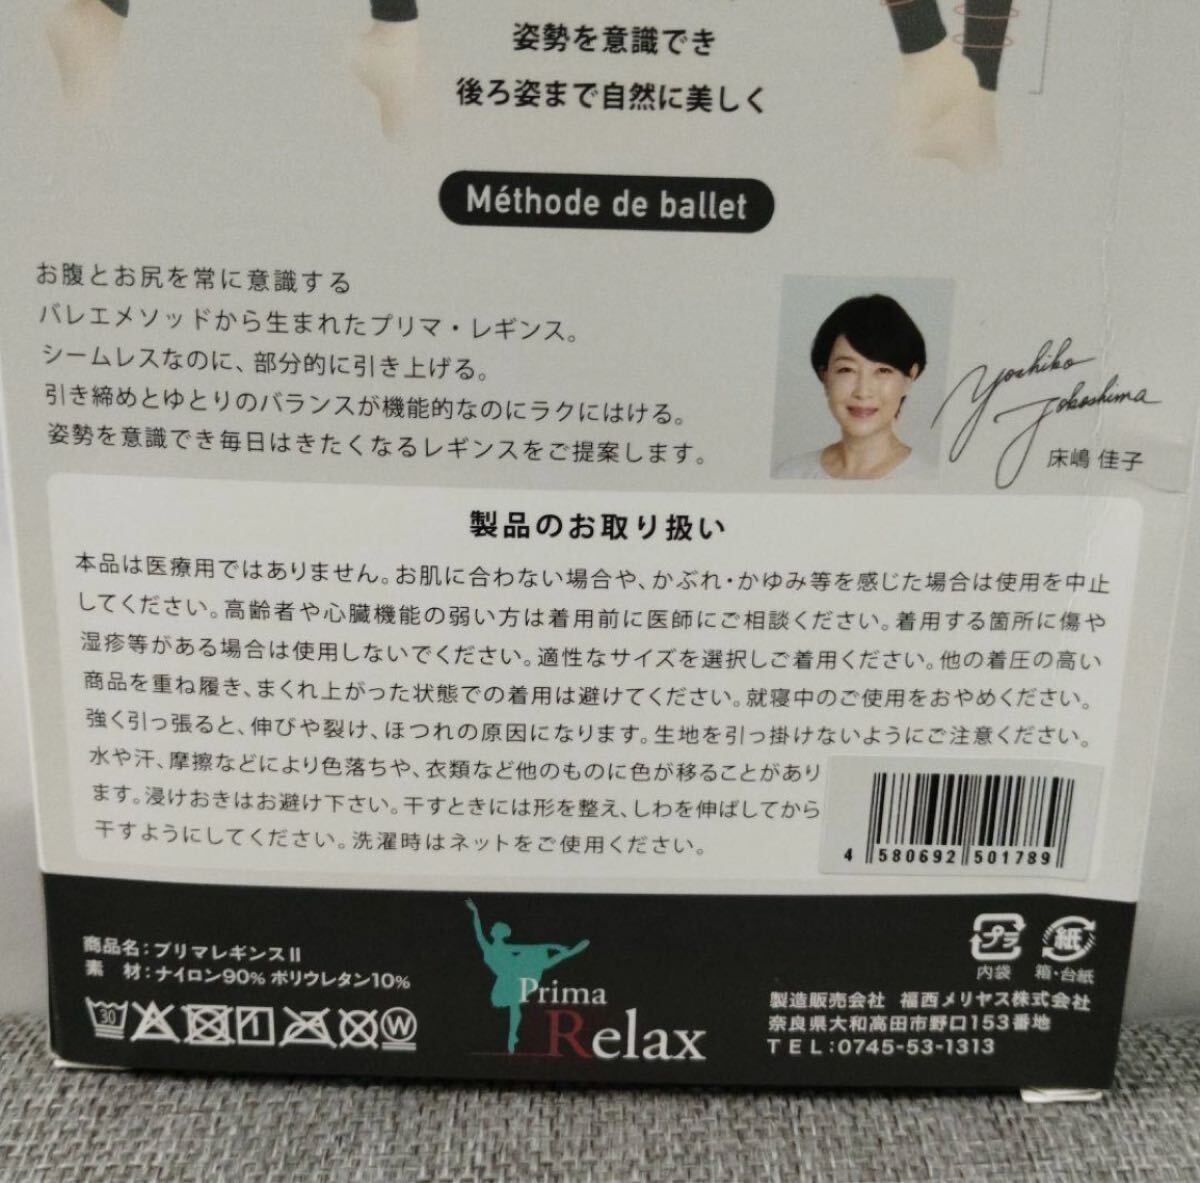 姿勢を意識でき
後ろ姿まで自然に美しく
Méthode de ballet
お腹とお尻を常に意識する
バレエメソッドから生まれたプリマ・レギンス。
シームレスなのに、部分的に引き上げる。
引き締めとゆとりのバランスが機能的なのにラクにはける。
姿勢を意識でき毎日はきたくなるレギンスをご提案します。
Yoshiko
Tokoshima
床嶋 佳子
製品のお取り扱い
本品は医療用ではありません。お肌に合わない場合や、かぶれ・かゆみ等を感じた場合は使用を中止
してください。高齢者や心臓機能の弱い方は着用前に医師にご相談ください。着用する箇所に傷や
湿疹等がある場合は使用しないでください。適性なサイズを選択しご着用ください。他の着圧の高い
商品を重ね履き、まくれ上がった状態での着用は避けてください。就寝中のご使用をおやめください。
強く引っ張ると、伸びや裂け、ほつれの原因になります。生地を引っ掛けないようにご注意ください。
水や汗、摩擦などにより色落ちや、衣類など他のものに色が移ることがあり
ます。浸けおきはお避け下さい。干すときには形を整え、しわを伸ばしてから
干すようにしてください。洗濯時はネットをご使用ください。
4 580692 501789
商品名：プリマレギンスⅡ
素　材：ナイロン90% ポリウレタン10%
30
W
Prima
Relax
プラ
紙
内袋
箱・台紙
製造販売会社 福西メリヤス株式会社
奈良県大和高田市野口153番地
TEL：0745-53-1313